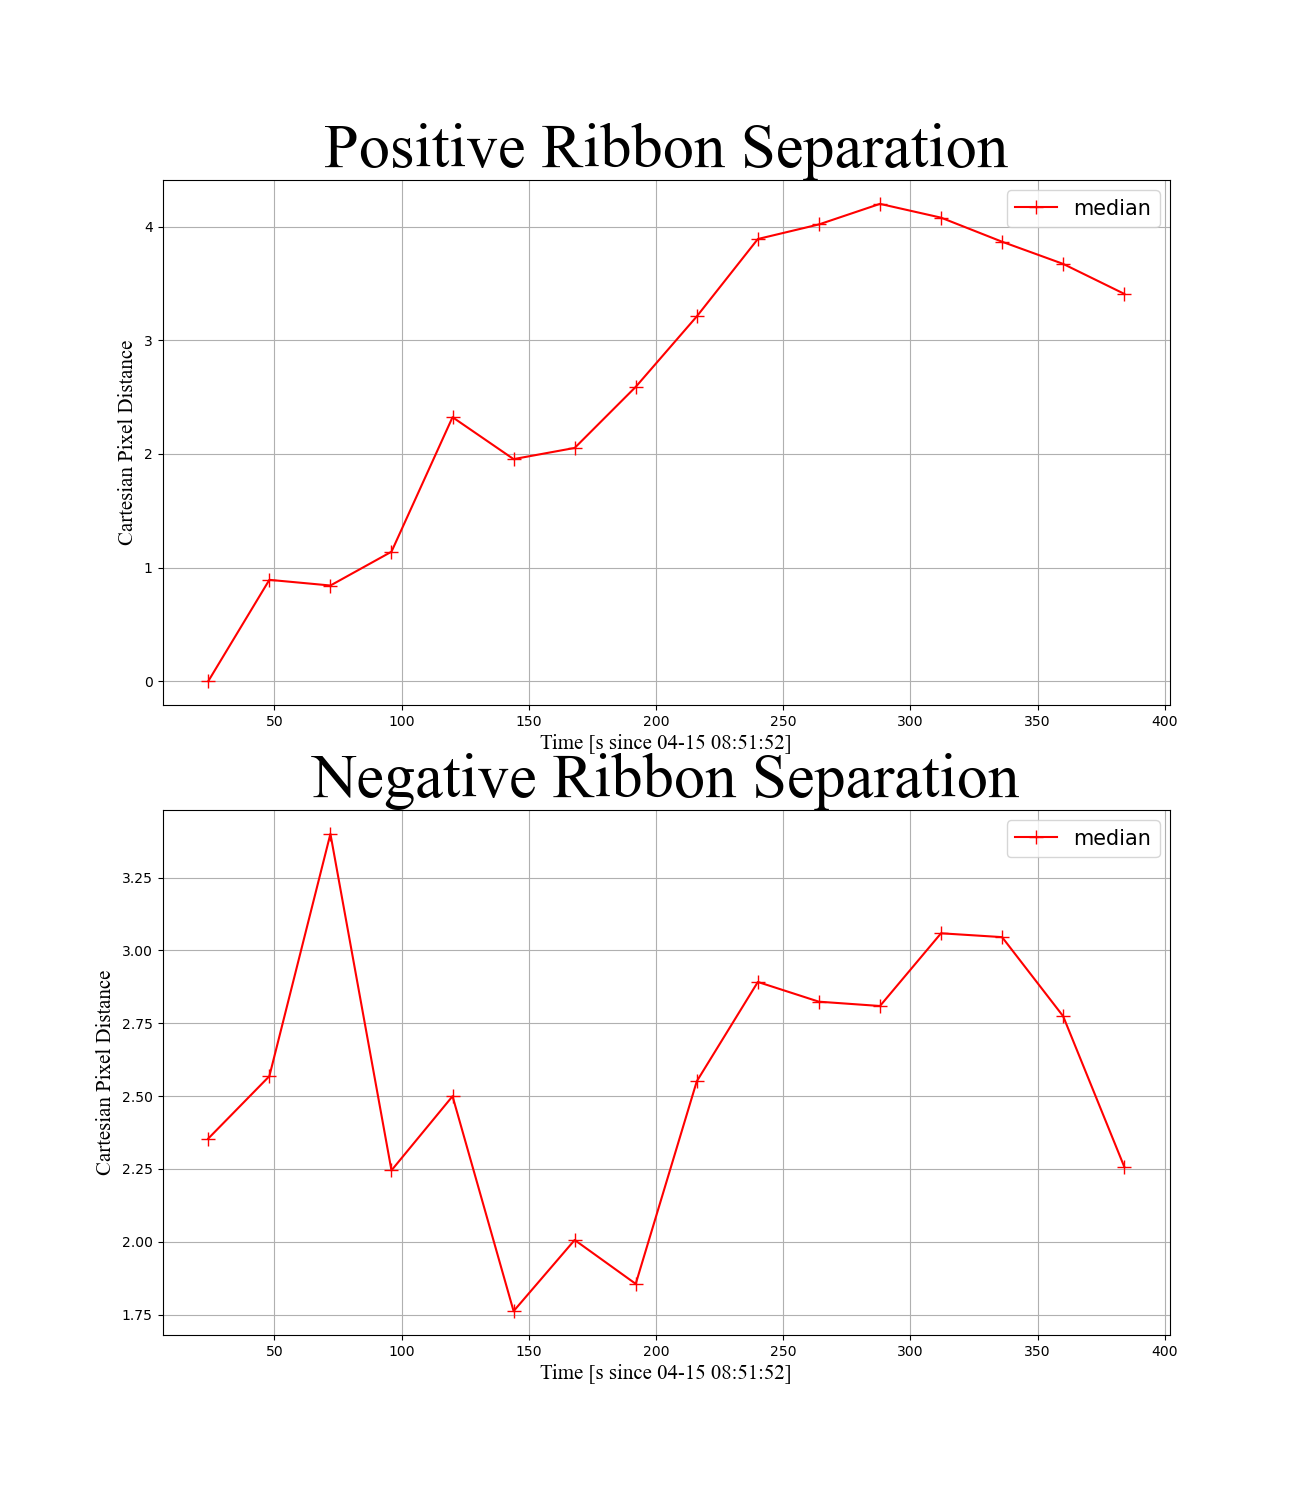 Positive Ribbon Separation
median
4
3
2
1
0
Cartesian Pixel Distance
50 100 150 200 250 300 350 400
Time [s since 04-15 08:51:52]
Negative Ribbon Separation
median
3.25
3.00
2.75
2.50
2.25
2.00
1.75
Cartesian Pixel Distance
50 100 150 200 250 300 350 400
Time [s since 04-15 08:51:52]